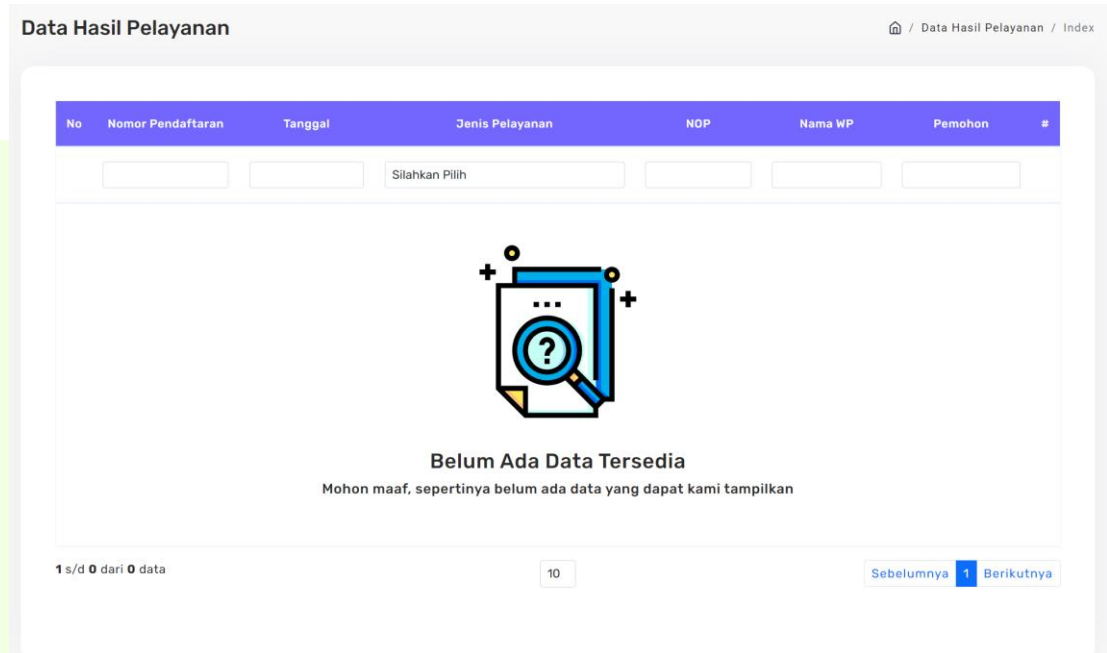 Data Hasil Pelayanan
/ Data Hasil Pelayanan / Index
No Nomor Pendaftaran Tanggal Jenis Pelayanan NOP Nama WP Pemohon #
Silahkan Pilih
?
Belum Ada Data Tersedia
Mohon maaf, sepertinya belum ada data yang dapat kami tampilkan
1 s/d 0 dari 0 data 10 Sebelumnya 1 Berikutnya